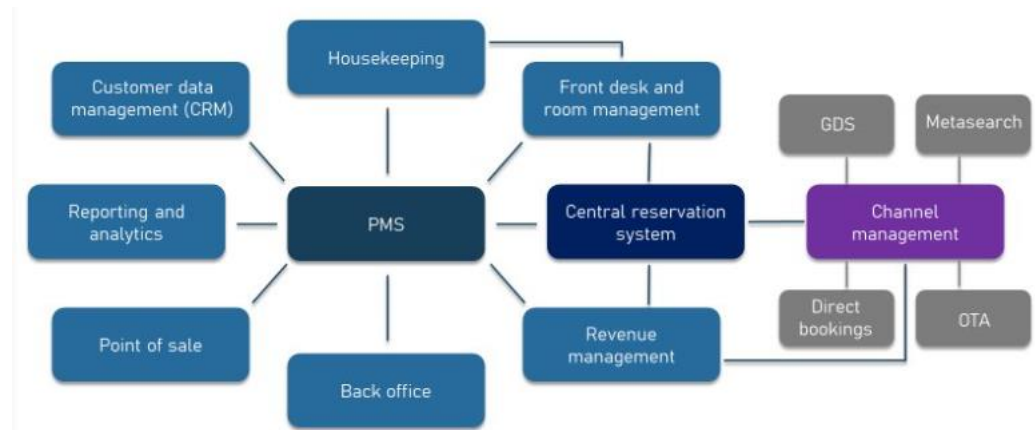 Housekeeping
Customer data
management (CRM)
Front desk and
room management
GDS
Metasearch
Reporting and
analytics
PMS
Central reservation
system
Channel
management
Point of sale
Back office
Revenue
management
Direct
bookings
OTA